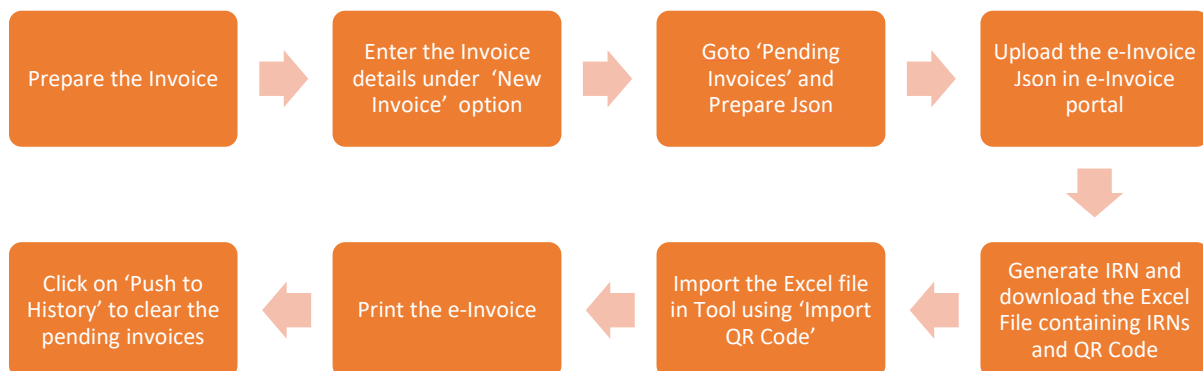 Prepare the Invoice
Enter the Invoice
details under ‘New
Invoice’ option
Goto ‘Pending
Invoices’ and
Prepare Json
Upload the e-Invoice
Json in e-Invoice
portal
Generate IRN and
download the Excel
File containing IRNs
and QR Code
Import the Excel file
in Tool using ‘Import
QR Code’
Print the e-Invoice
Click on ‘Push to
History’ to clear the
pending invoices